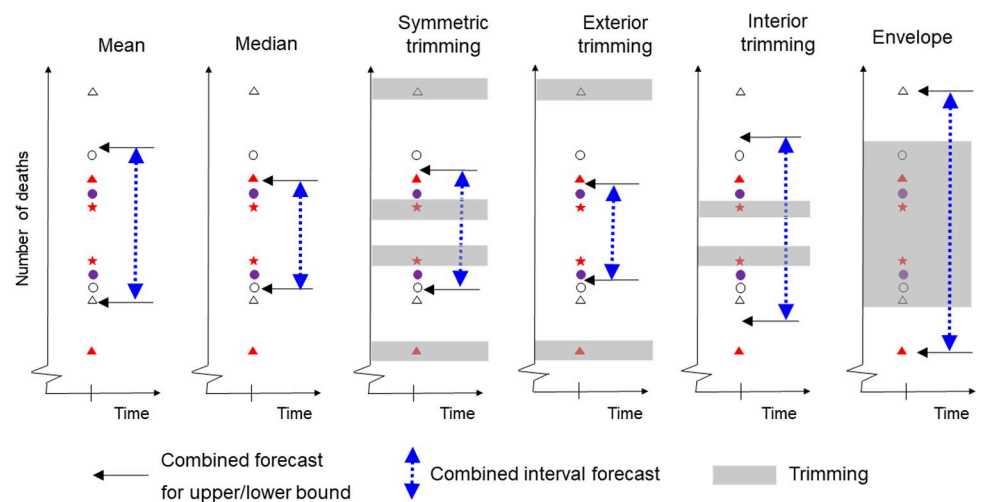 Mean
Median
Symmetric
trimming
Exterior
trimming
Interior
trimming
Envelope
Number of deaths
Time
Time
Time
Time
Time
Time
Combined forecast
for upper/lower bound
Combined interval forecast
Trimming